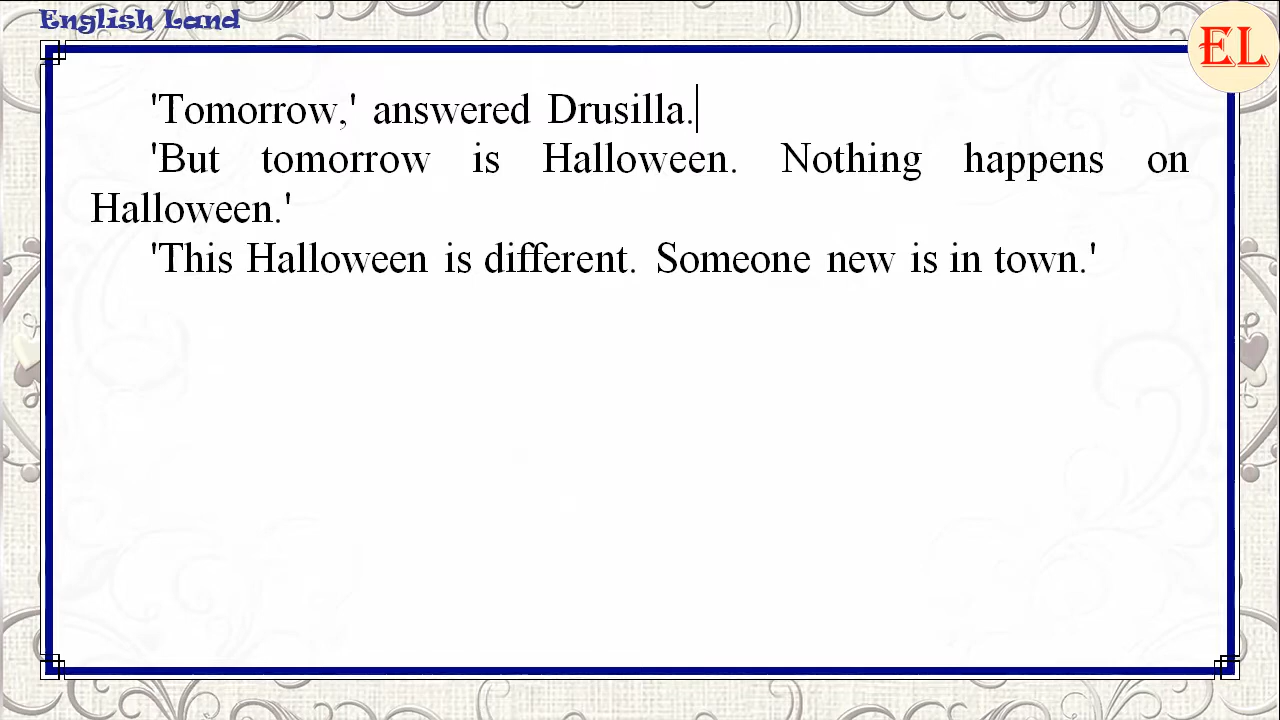 English Land
EL
'Tomorrow,' answered Drusilla.
'But tomorrow is Halloween. Nothing happens on
Halloween.'
'This Halloween is different. Someone new is in town.'